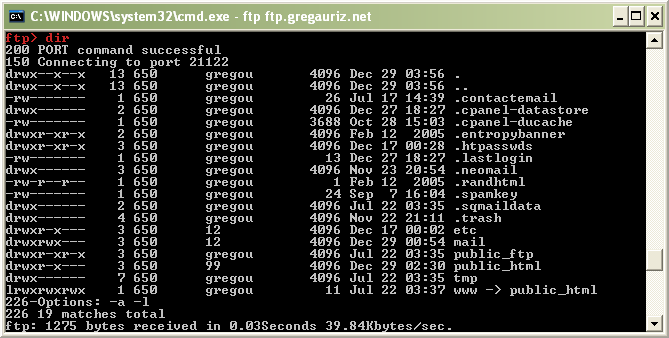 C:\WINDOWS\system32\cmd.exe - ftp ftp.gregauriz.net
ftp> dir
200 PORT command successful
150 Connecting to port 21122
drwx--x--x   13 650      gregou       4096 Dec 29 03:56 .
drwx--x--x   13 650      gregou       4096 Dec 29 03:56 ..
-rw-------    1 650      gregou         26 Jul 17 14:39 .contactemail
drwx------    2 650      gregou       4096 Dec 27 18:27 .cpanel-datastore
-rw-------    1 650      gregou       3688 Oct 28 15:03 .cpanel-ducache
drwxr-xr-x    2 650      gregou       4096 Feb 12  2005 .entropybanner
drwxr-xr-x    3 650      gregou       4096 Dec 17 00:28 .htpasswds
-rw-------    1 650      gregou         13 Dec 27 18:27 .lastlogin
drwx------    3 650      gregou       4096 Nov 23 20:54 .neomail
-rw-r--r--    1 650      gregou          1 Feb 12  2005 .randhtml
-rw-------    1 650      gregou         24 Sep  7 16:04 .spamkey
drwx------    2 650      gregou       4096 Jul 22 03:35 .sqmaildata
drwx------    4 650      gregou       4096 Nov 22 21:11 .trash
drwxr-x---    3 650      12           4096 Dec 17 00:02 etc
drwxrwx---    3 650      12           4096 Dec 29 00:54 mail
drwxr-xr-x    3 650      gregou       4096 Jul 22 03:35 public_ftp
drwxr-x---    3 650      99           4096 Dec 29 02:30 public_html
drwx------    7 650      gregou       4096 Jul 22 03:35 tmp
lrwxrwxrwx    1 650      gregou         11 Jul 22 03:37 www -> public_html
226-Options: -a -l
226 19 matches total
ftp: 1275 bytes received in 0.03Seconds 39.84Kbytes/sec.